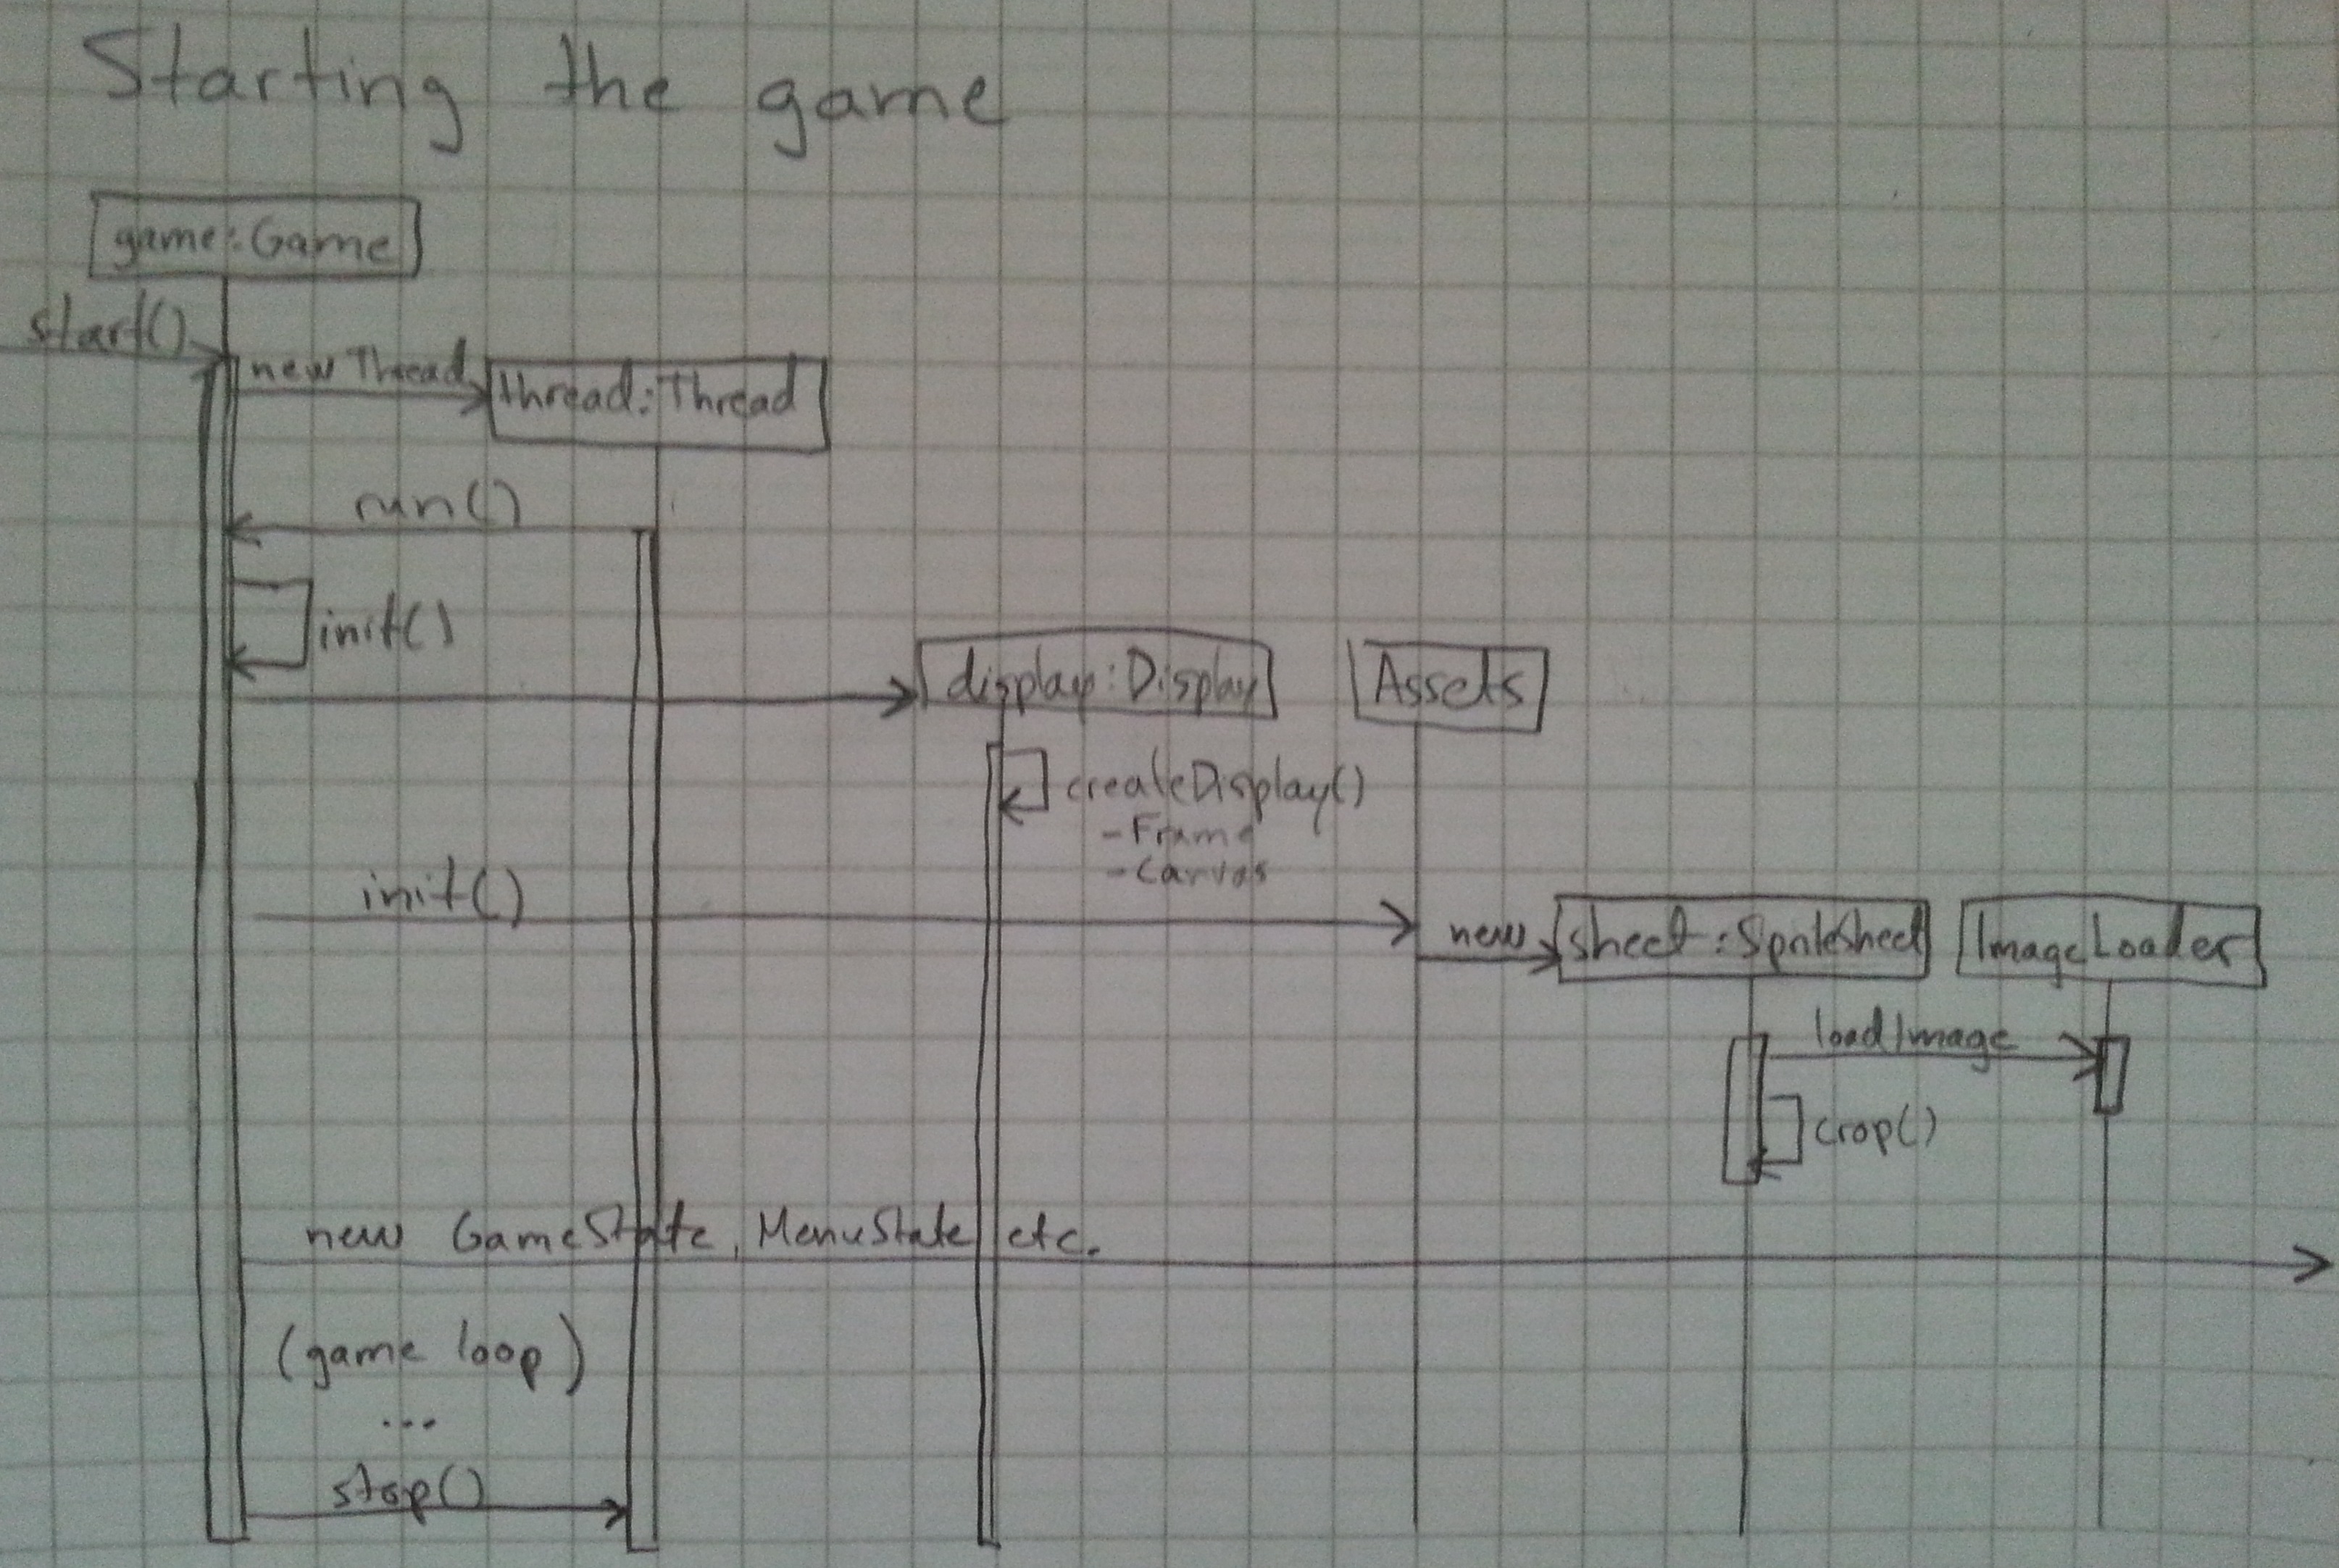 Starting the game
game:Game
start()
new Thread
thread:Thread
run()
init()
display:Display
Assets
createDisplay()
-Frame
-Canvas
init()
new
sheet:SpriteSheet
ImageLoader
loadImage
crop()
new GameState, MenuState etc.
(game loop)
...
stop()